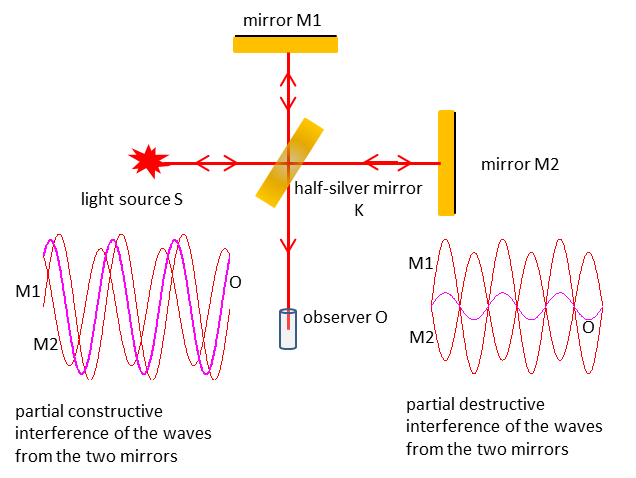 mirror M1
mirror M2
half-silver mirror
K
light source S
M1
M2
O
observer O
M1
M2
O
partial constructive
interference of the waves
from the two mirrors
partial destructive
interference of the waves
from the two mirrors